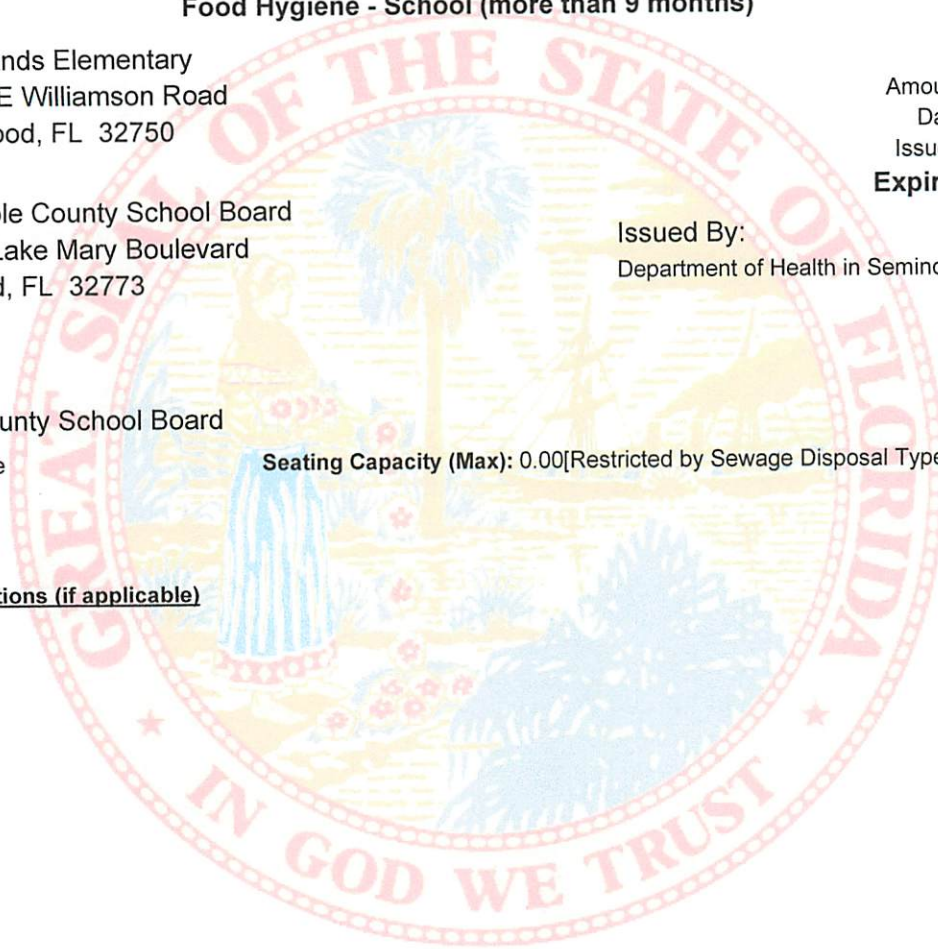 Food Hygiene - School (more than 9 months)
nds Elementary
E Williamson Road
ood, FL 32750
Amou
Da
Issu
Expir
le County School Board
Lake Mary Boulevard
d, FL 32773
Issued By:
Department of Health in Semino
unty School Board
e
Seating Capacity (Max): 0.00[Restricted by Sewage Disposal Type
tions (if applicable)
GREAT SEAL OF THE STATE OF FLORIDA
IN GOD WE TRUST